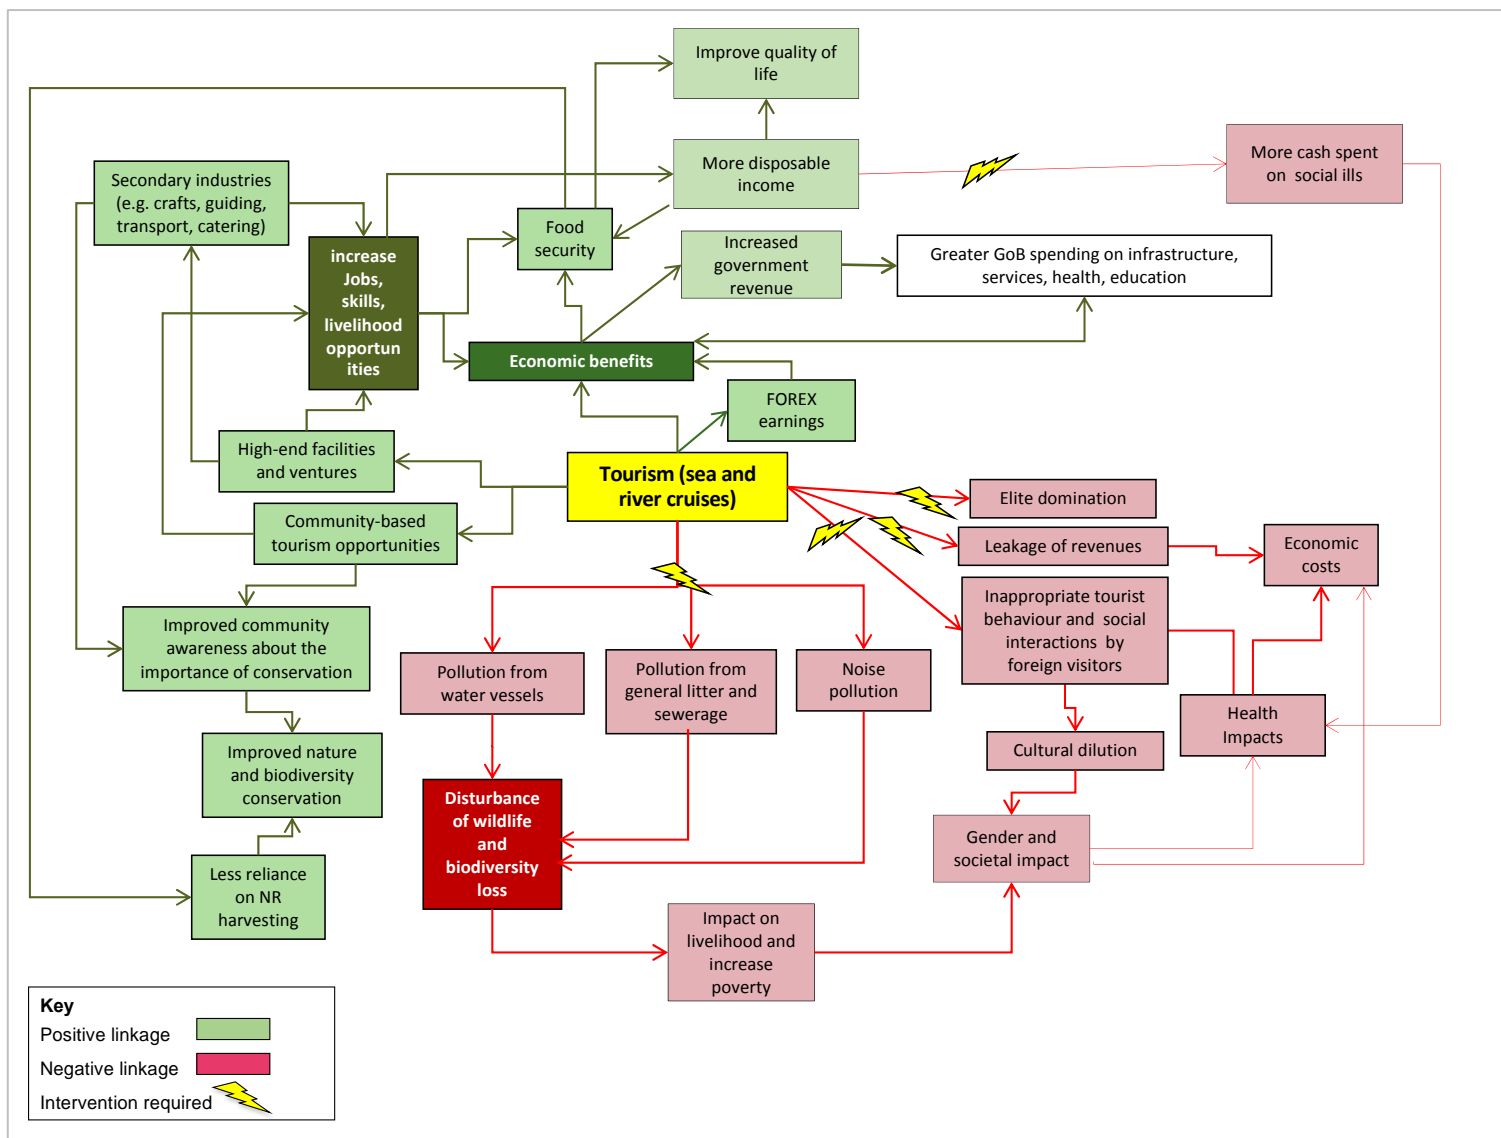 Improve quality of
life
More disposable
income
More cash spent
on  social ills
Secondary industries
(e.g. crafts, guiding,
transport, catering)
Food
security
increase
Jobs,
skills,
livelihood
opportun
ities
Increased
government
revenue
Greater GoB spending on infrastructure,
services, health, education
Economic benefits
FOREX
earnings
High-end facilities
and ventures
Tourism (sea and
river cruises)
Elite domination
Community-based
tourism opportunities
Leakage of revenues
Economic
costs
Inappropriate tourist
behaviour and  social
interactions  by
foreign visitors
Improved community
awareness about the
importance of conservation
Pollution from
water vessels
Pollution from
general litter and
sewerage
Noise
pollution
Health
Impacts
Cultural dilution
Improved nature
and biodiversity
conservation
Disturbance
of wildlife
and
biodiversity
loss
Gender and
societal impact
Less reliance
on NR
harvesting
Impact on
livelihood and
increase
poverty
Key
Positive linkage
Negative linkage
Intervention required